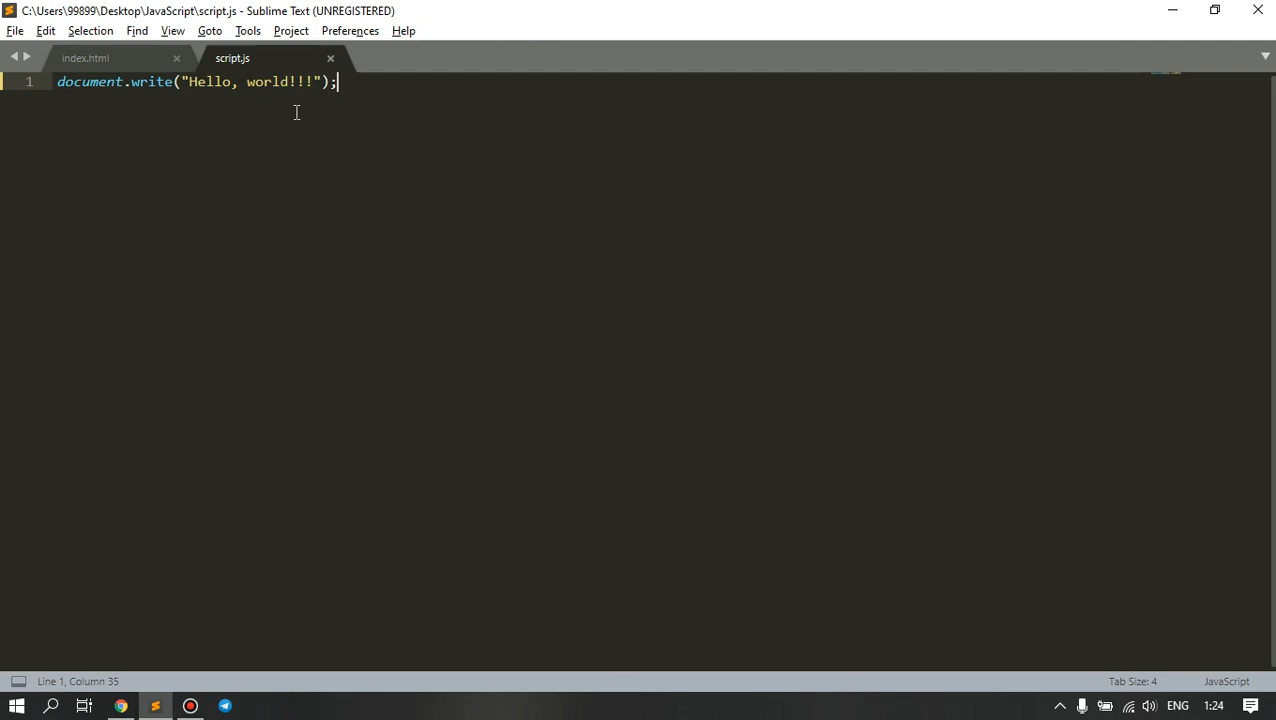 C:\Users\99899\Desktop\JavaScript\script.js - Sublime Text (UNREGISTERED)
File Edit Selection Find View Goto Tools Project Preferences Help
index.html script.js
1 document.write("Hello, world!!!");
Line 1, Column 35 Tab Size: 4 JavaScript
ENG 1:24